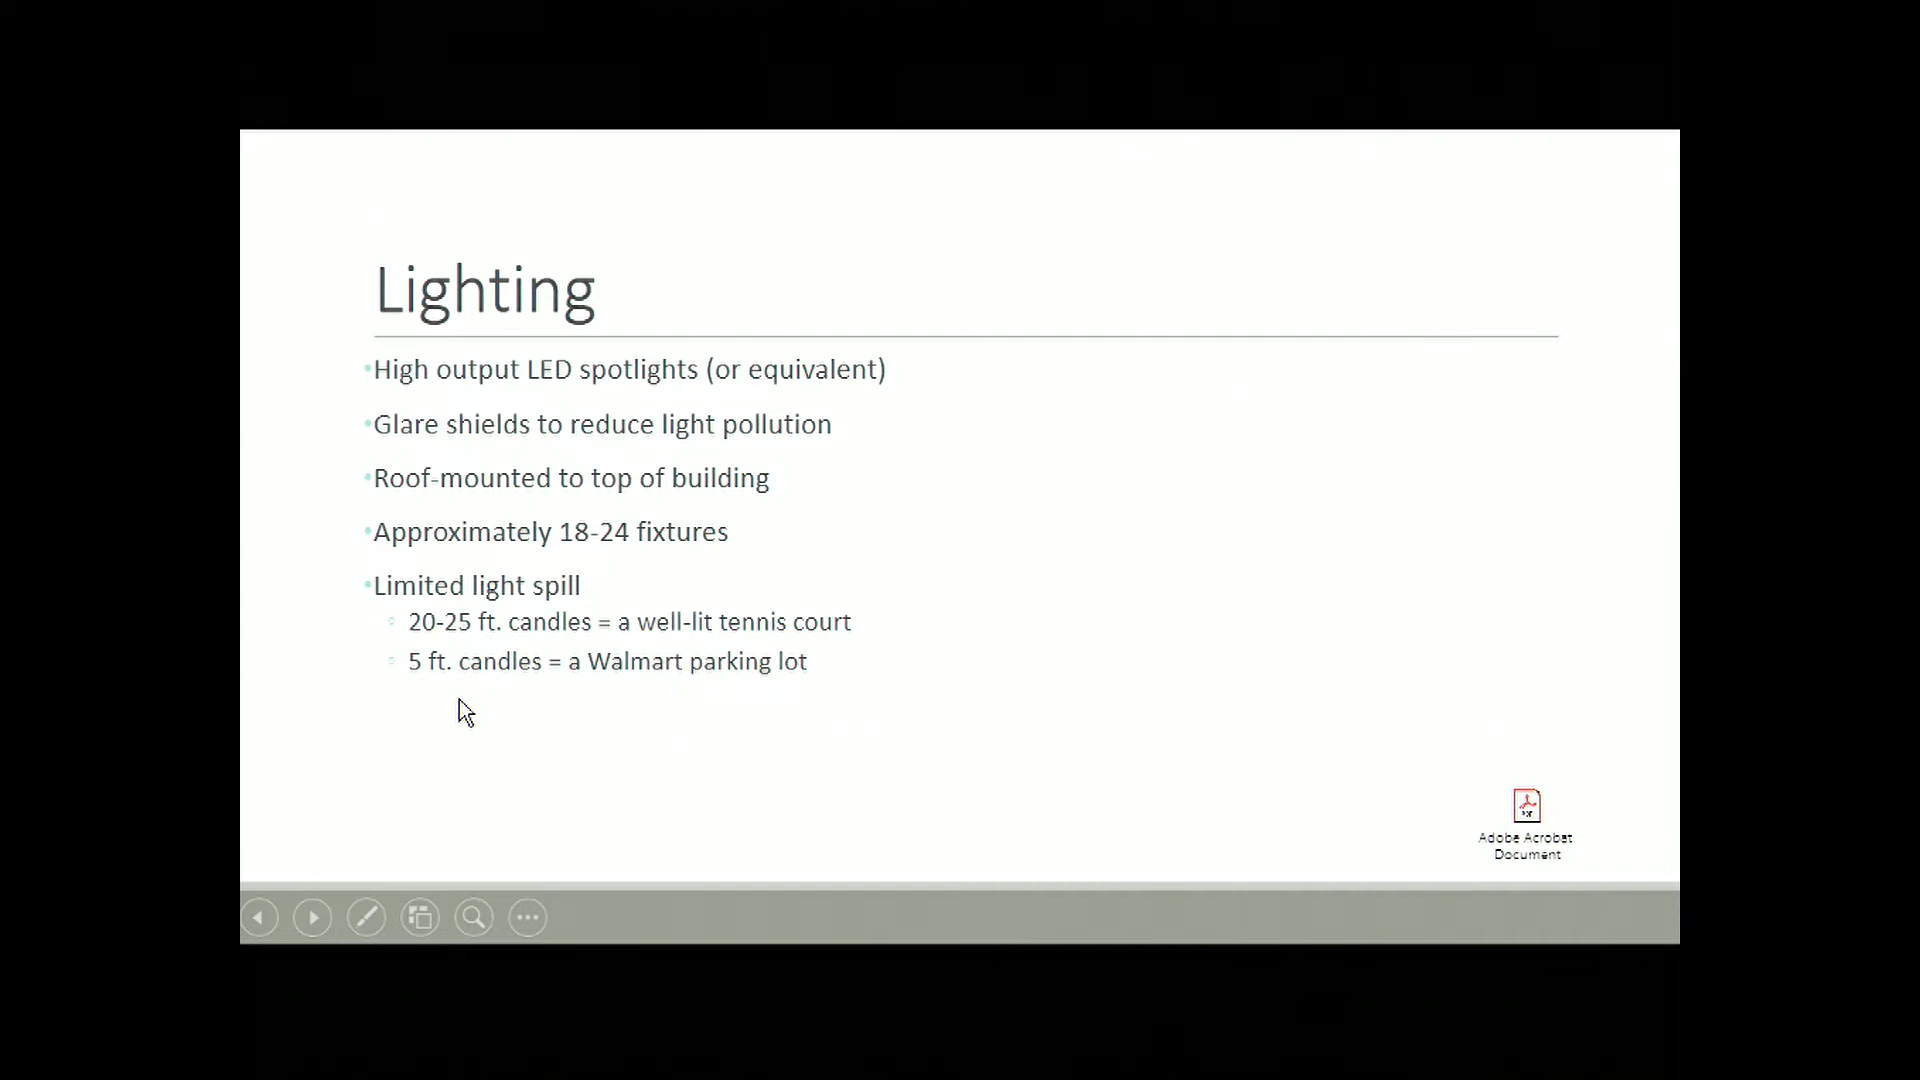 Lighting
•High output LED spotlights (or equivalent)
•Glare shields to reduce light pollution
•Roof-mounted to top of building
•Approximately 18-24 fixtures
•Limited light spill
◦ 20-25 ft. candles = a well-lit tennis court
◦ 5 ft. candles = a Walmart parking lot
Adobe Acrobat
Document